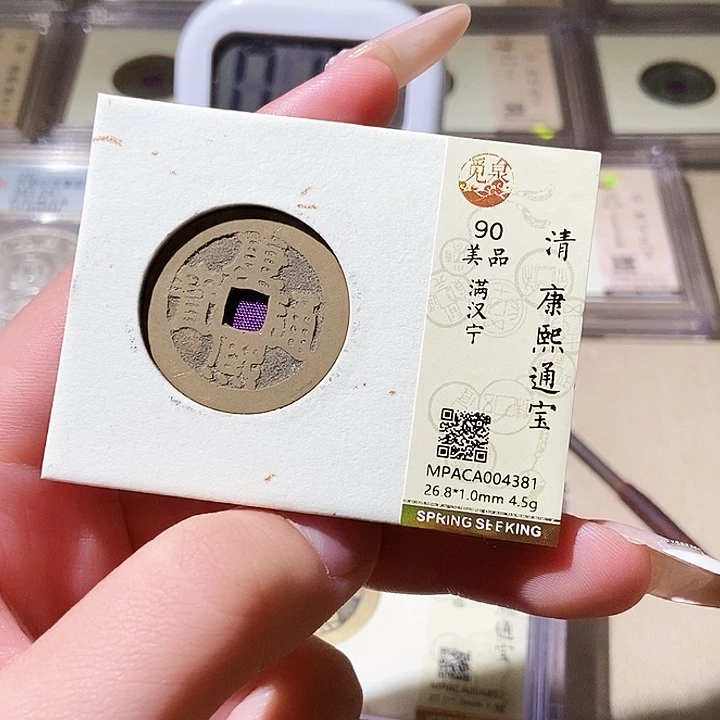 觅泉
90
美品
满汉宁
清 康熙通宝
MPACA004381
26.8*1.0mm 4.5g
SPRING SEEKING